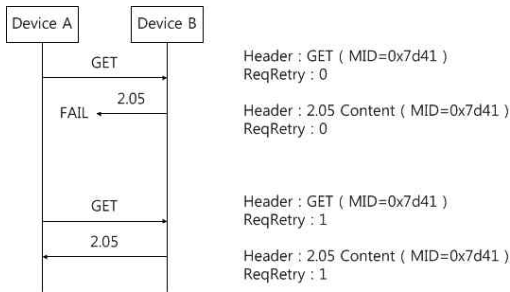 Device A
Device B
GET
Header : GET ( MID=0x7d41 )
ReqRetry : 0
2.05
FAIL
Header : 2.05 Content ( MID=0x7d41 )
ReqRetry : 0
GET
Header : GET ( MID=0x7d41 )
ReqRetry : 1
2.05
Header : 2.05 Content ( MID=0x7d41 )
ReqRetry : 1